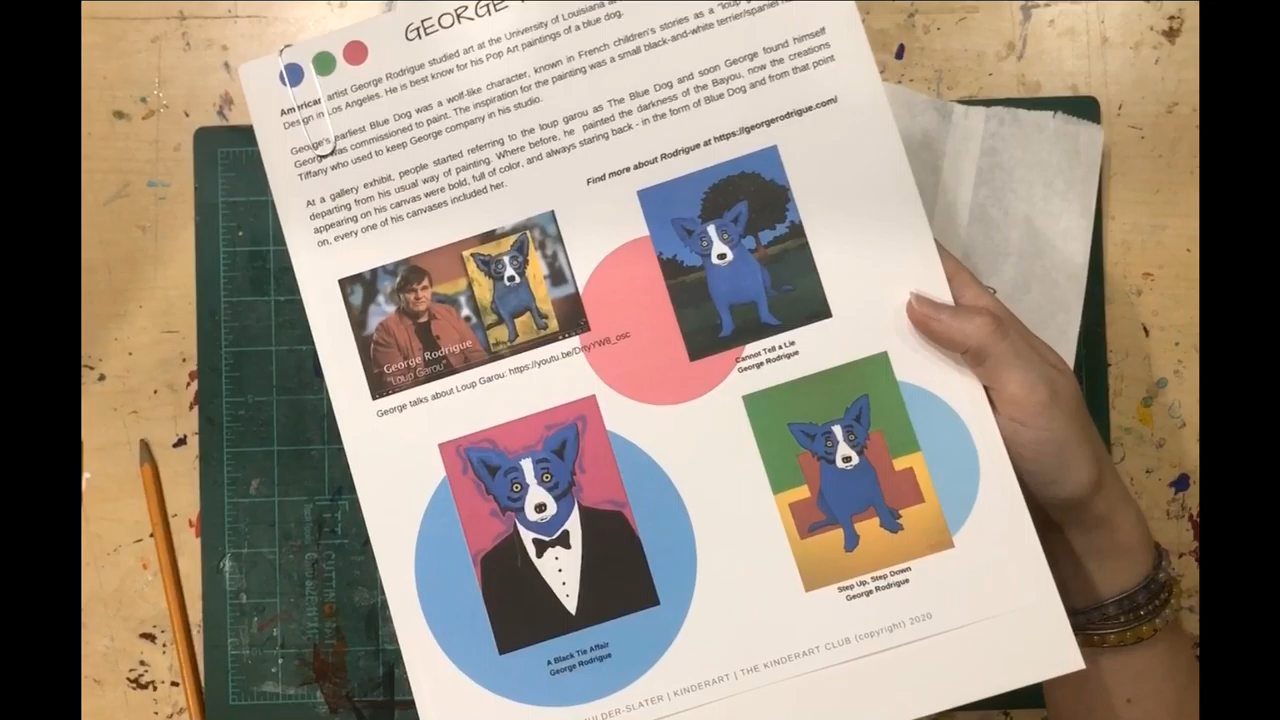 GEORGE
American artist George Rodrigue studied art at the University of Louisiana
Design in Los Angeles. He is best know for his Pop Art paintings of a blue dog.
George's earliest Blue Dog was a wolf-like character, known in French children's stories as a "loup
George was commissioned to paint. The inspiration for the painting was a small black-and-white terrier/spaniel
Tiffany who used to keep George company in his studio.
At a gallery exhibit, people started referring to the loup garou as The Blue Dog and soon George found himself
departing from his usual way of painting. Where before, he painted the darkness of the Bayou, now the creations
appearing on his canvas were bold, full of color, and always staring back - in the form of Blue Dog and from that point
on, every one of his canvases included her.
Find more about Rodrigue at https://georgerodrigue.com/
George Rodrigue
"Loup Garou"
George talks about Loup Garou:
Cannot Tell a Lie
George Rodrigue
A Black Tie Affair
George Rodrigue
Step Up, Step Down
George Rodrigue
ULDER-SLATER | KINDERART | THE KINDERART CLUB (copyright) 2020